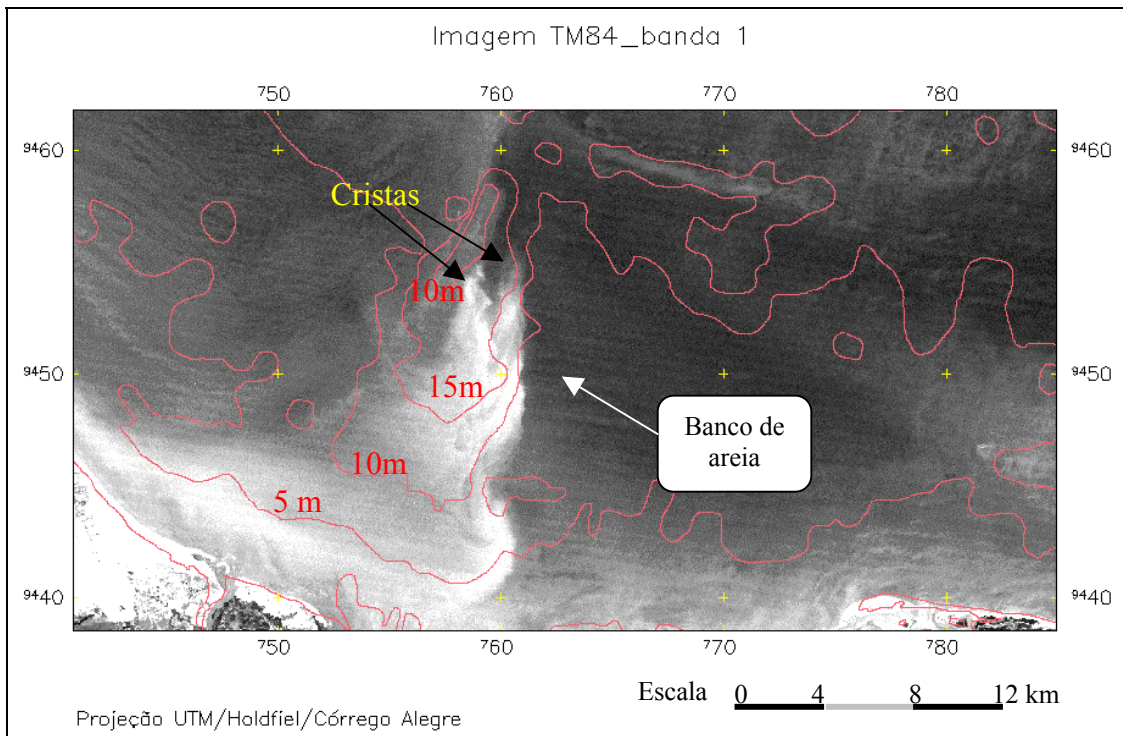 Imagem TM84_banda 1
750 760 770 780
9460 9460
Cristas
10m
15m
9450 9450
Banco de
areia
10m
5 m
9440 9440
750 760 770 780
Escala 0 4 8 12 km
Projeção UTM/Haldfiel/Córrego Alegre